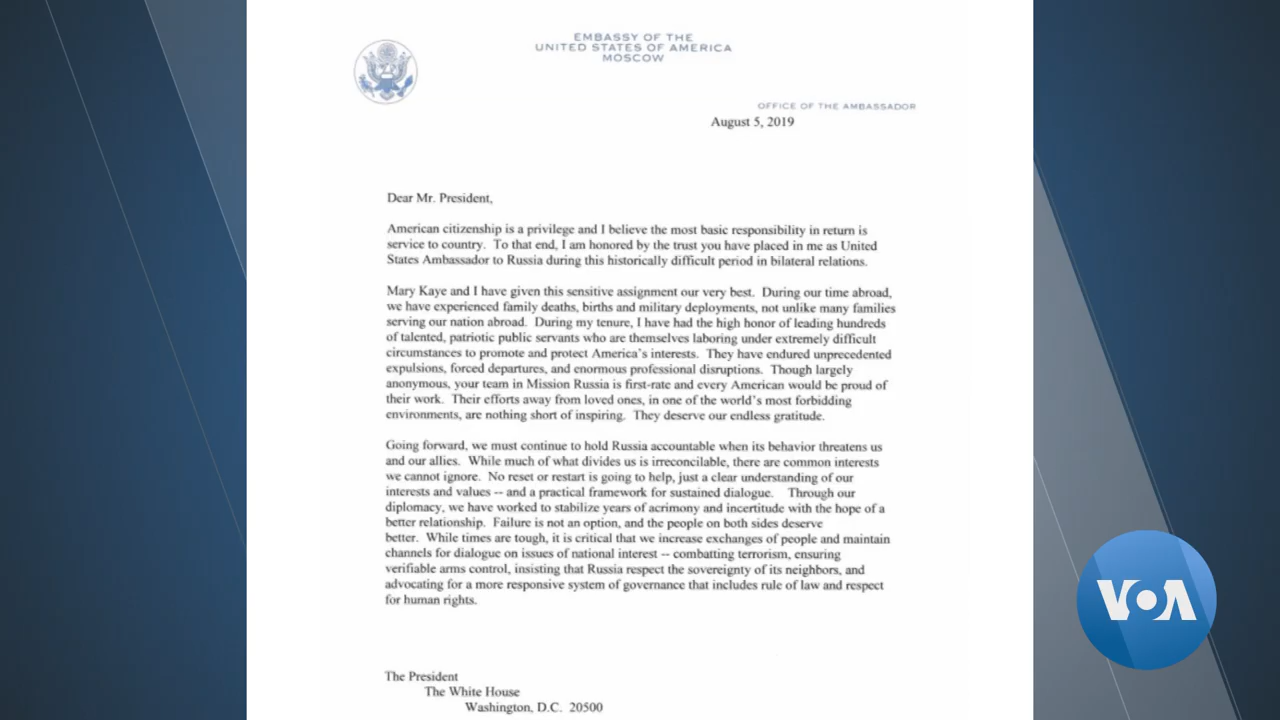 EMBASSY OF THE
UNITED STATES OF AMERICA
MOSCOW
OFFICE OF THE AMBASSADOR
August 5, 2019
Dear Mr. President,
American citizenship is a privilege and I believe the most basic responsibility in return is
service to country.  To that end, I am honored by the trust you have placed in me as United
States Ambassador to Russia during this historically difficult period in bilateral relations.
Mary Kaye and I have given this sensitive assignment our very best.  During our time abroad,
we have experienced family deaths, births and military deployments, not unlike many families
serving our nation abroad.  During my tenure, I have had the high honor of leading hundreds
of talented, patriotic public servants who are themselves laboring under extremely difficult
circumstances to promote and protect America's interests.  They have endured unprecedented
expulsions, forced departures, and enormous professional disruptions.  Though largely
anonymous, your team in Mission Russia is first-rate and every American would be proud of
their work.  Their efforts away from loved ones, in one of the world's most forbidding
environments, are nothing short of inspiring.  They deserve our endless gratitude.
Going forward, we must continue to hold Russia accountable when its behavior threatens us
and our allies.  While much of what divides us is irreconcilable, there are common interests
we cannot ignore.  No reset or restart is going to help, just a clear understanding of our
interests and values -- and a practical framework for sustained dialogue.   Through our
diplomacy, we have worked to stabilize years of acrimony and incertitude with the hope of a
better relationship.  Failure is not an option, and the people on both sides deserve
better.  While times are tough, it is critical that we increase exchanges of people and maintain
channels for dialogue on issues of national interest -- combatting terrorism, ensuring
verifiable arms control, insisting that Russia respect the sovereignty of its neighbors, and
advocating for a more responsive system of governance that includes rule of law and respect
for human rights.
VOA
The President
The White House
Washington, D.C.  20500